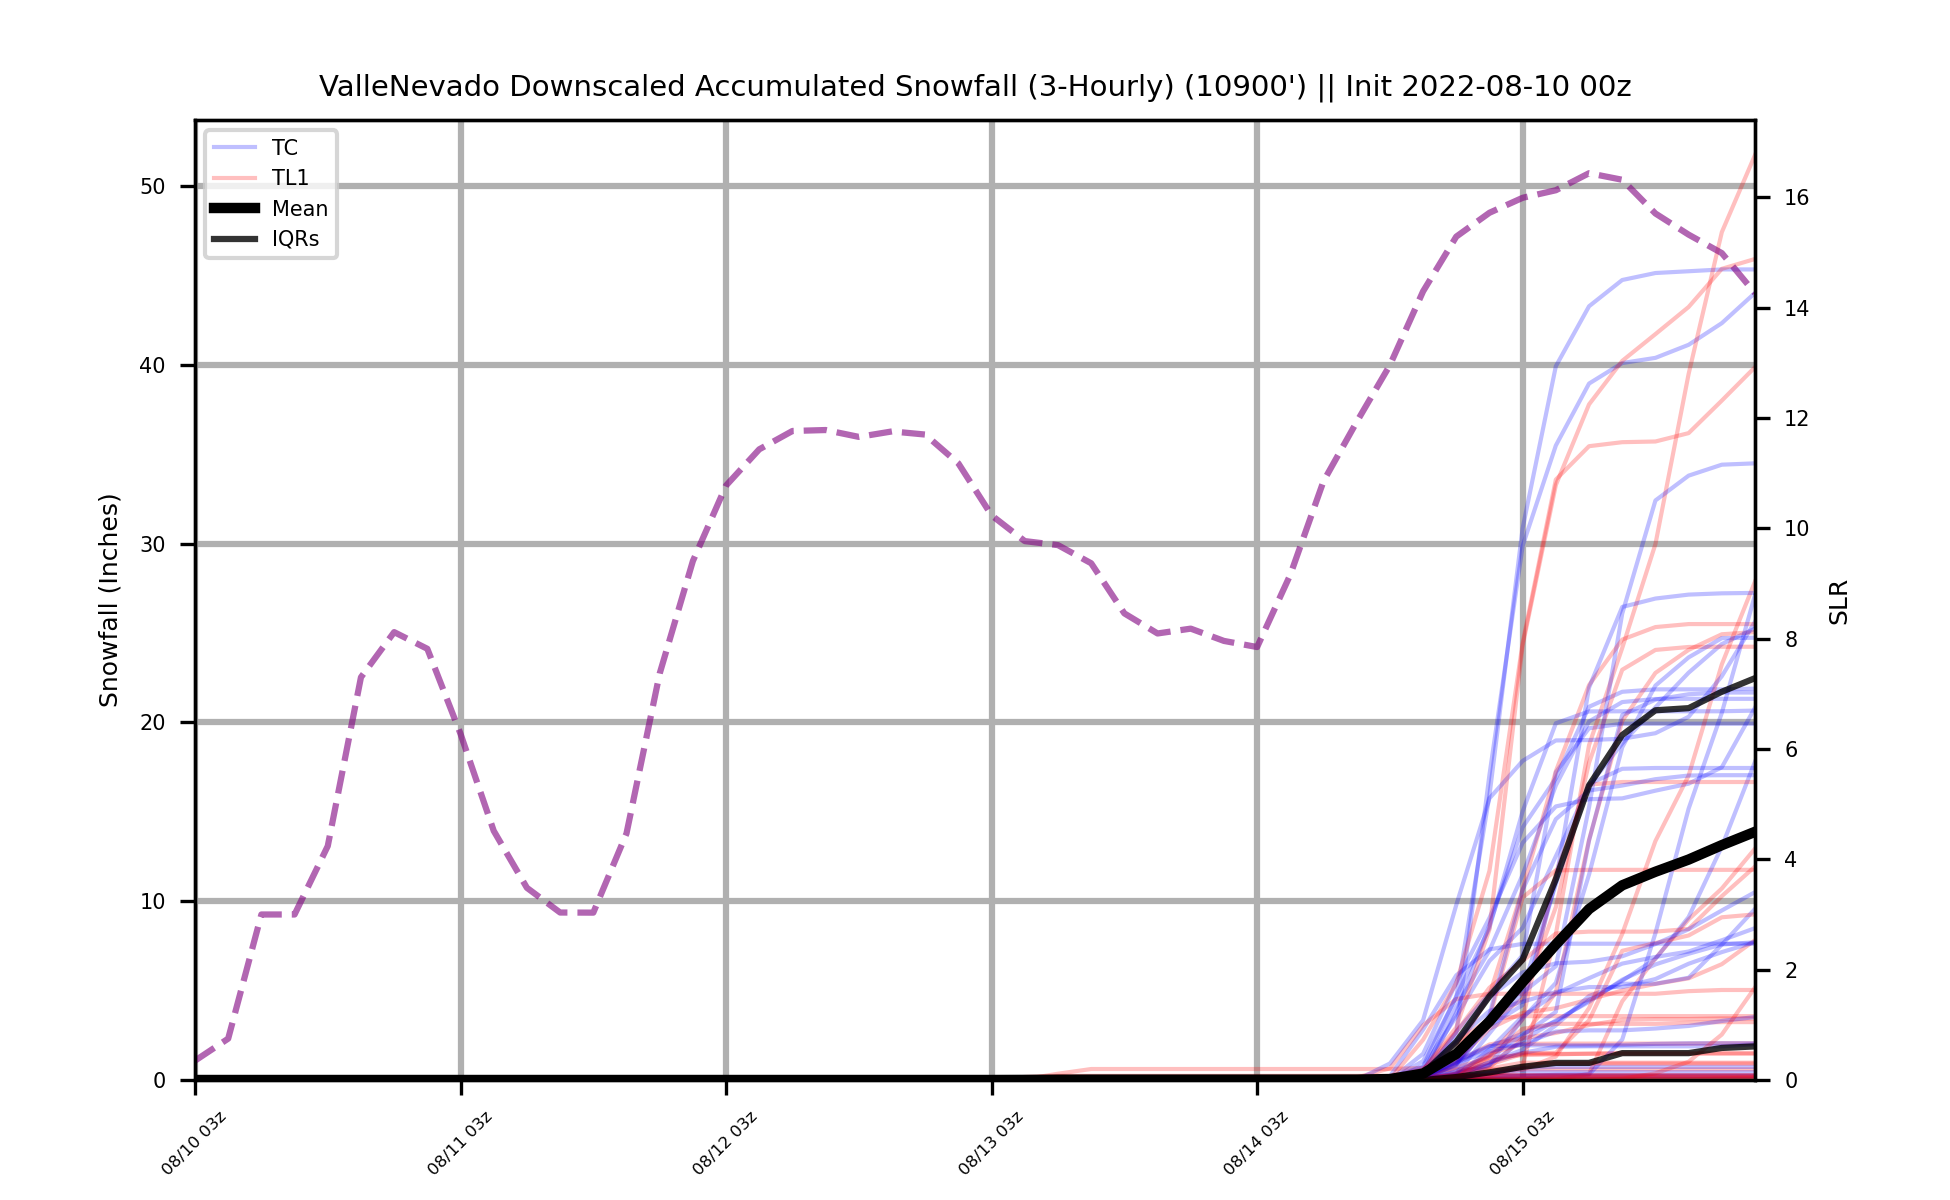 ValleNevado Downscaled Accumulated Snowfall (3-Hourly) (10900') || Init 2022-08-10 00z
TC
TL1
Mean
IQRs
Snowfall (Inches)
50
40
30
20
10
0
16
14
12
10
8
6
4
2
0
SLR
08/10 03z
08/11 03z
08/12 03z
08/13 03z
08/14 03z
08/15 03z